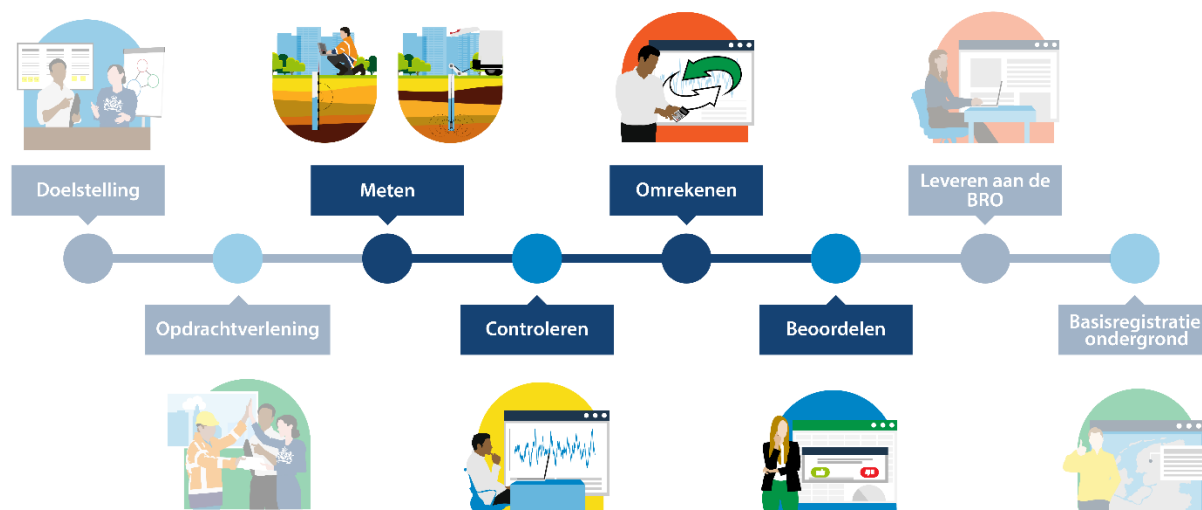 Doelstelling
Meten
Omrekenen
Leveren aan de
BRO
Opdrachtverlening
Controleren
Beoordelen
Basisregistratie
ondergrond